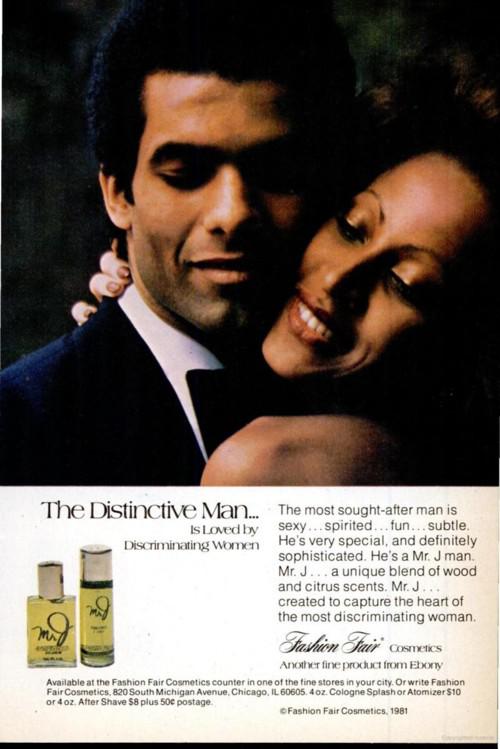 The Distinctive Man...
Is Loved by
Discriminating Women
The most sought-after man is
sexy...spirited...fun...subtle.
He's very special, and definitely
sophisticated. He's a Mr. J man.
Mr. J... a unique blend of wood
and citrus scents. Mr. J...
created to capture the heart of
the most discriminating woman.
Mr J
Mr J
Fashion Fair® Cosmetics
Another fine product from Ebony
Available at the Fashion Fair Cosmetics counter in one of the fine stores in your city. Or write Fashion
Fair Cosmetics, 820 South Michigan Avenue, Chicago, IL 60605. 4 oz. Cologne Splash or Atomizer $10
or 4 oz. After Shave $8 plus 50¢ postage.
©Fashion Fair Cosmetics, 1981
Copyrighted material